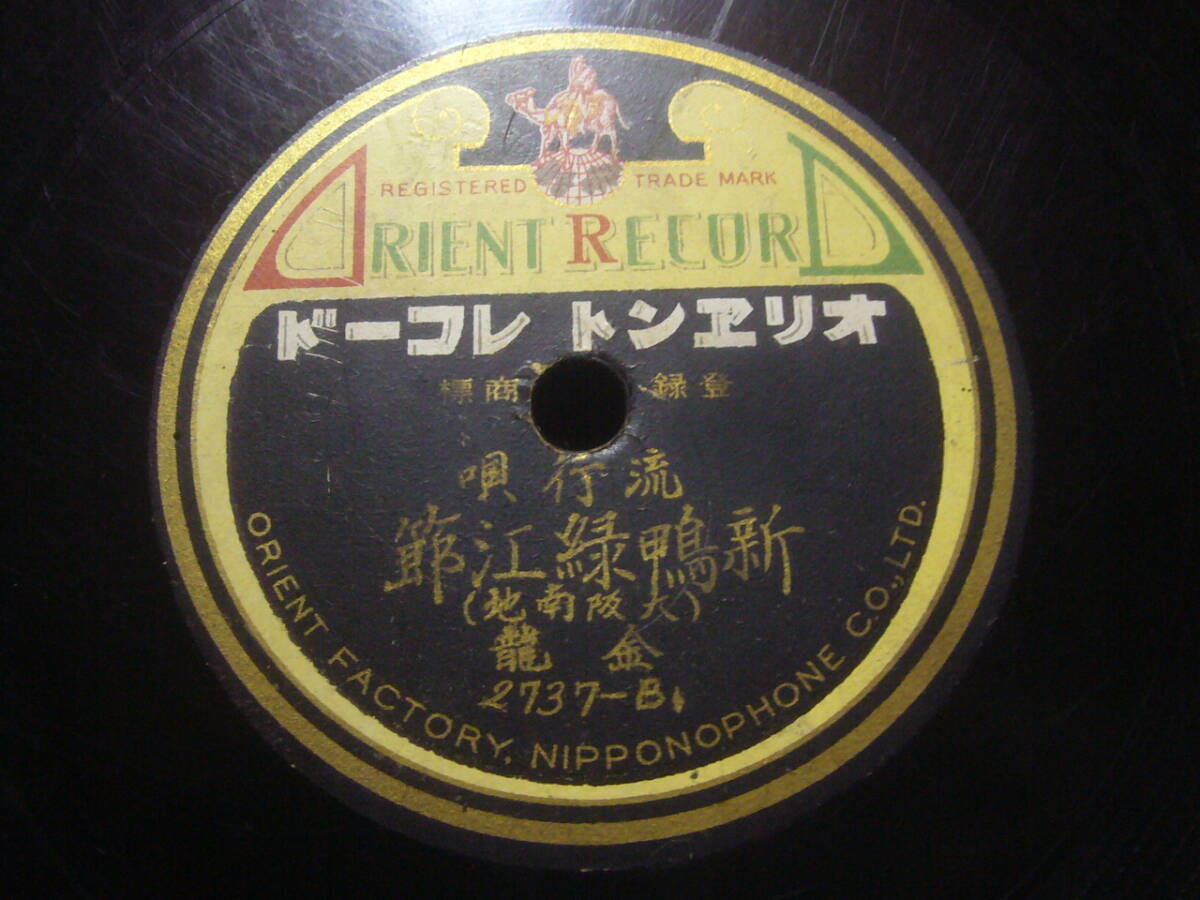 REGISTERED TRADE MARK
ORIENT RECORD
オリヱントレコード
登録商標
流行唄
新鴨緑江節
(大阪南地)
金龍
2737-B
ORIENT FACTORY, NIPPONOPHONE CO., LTD.